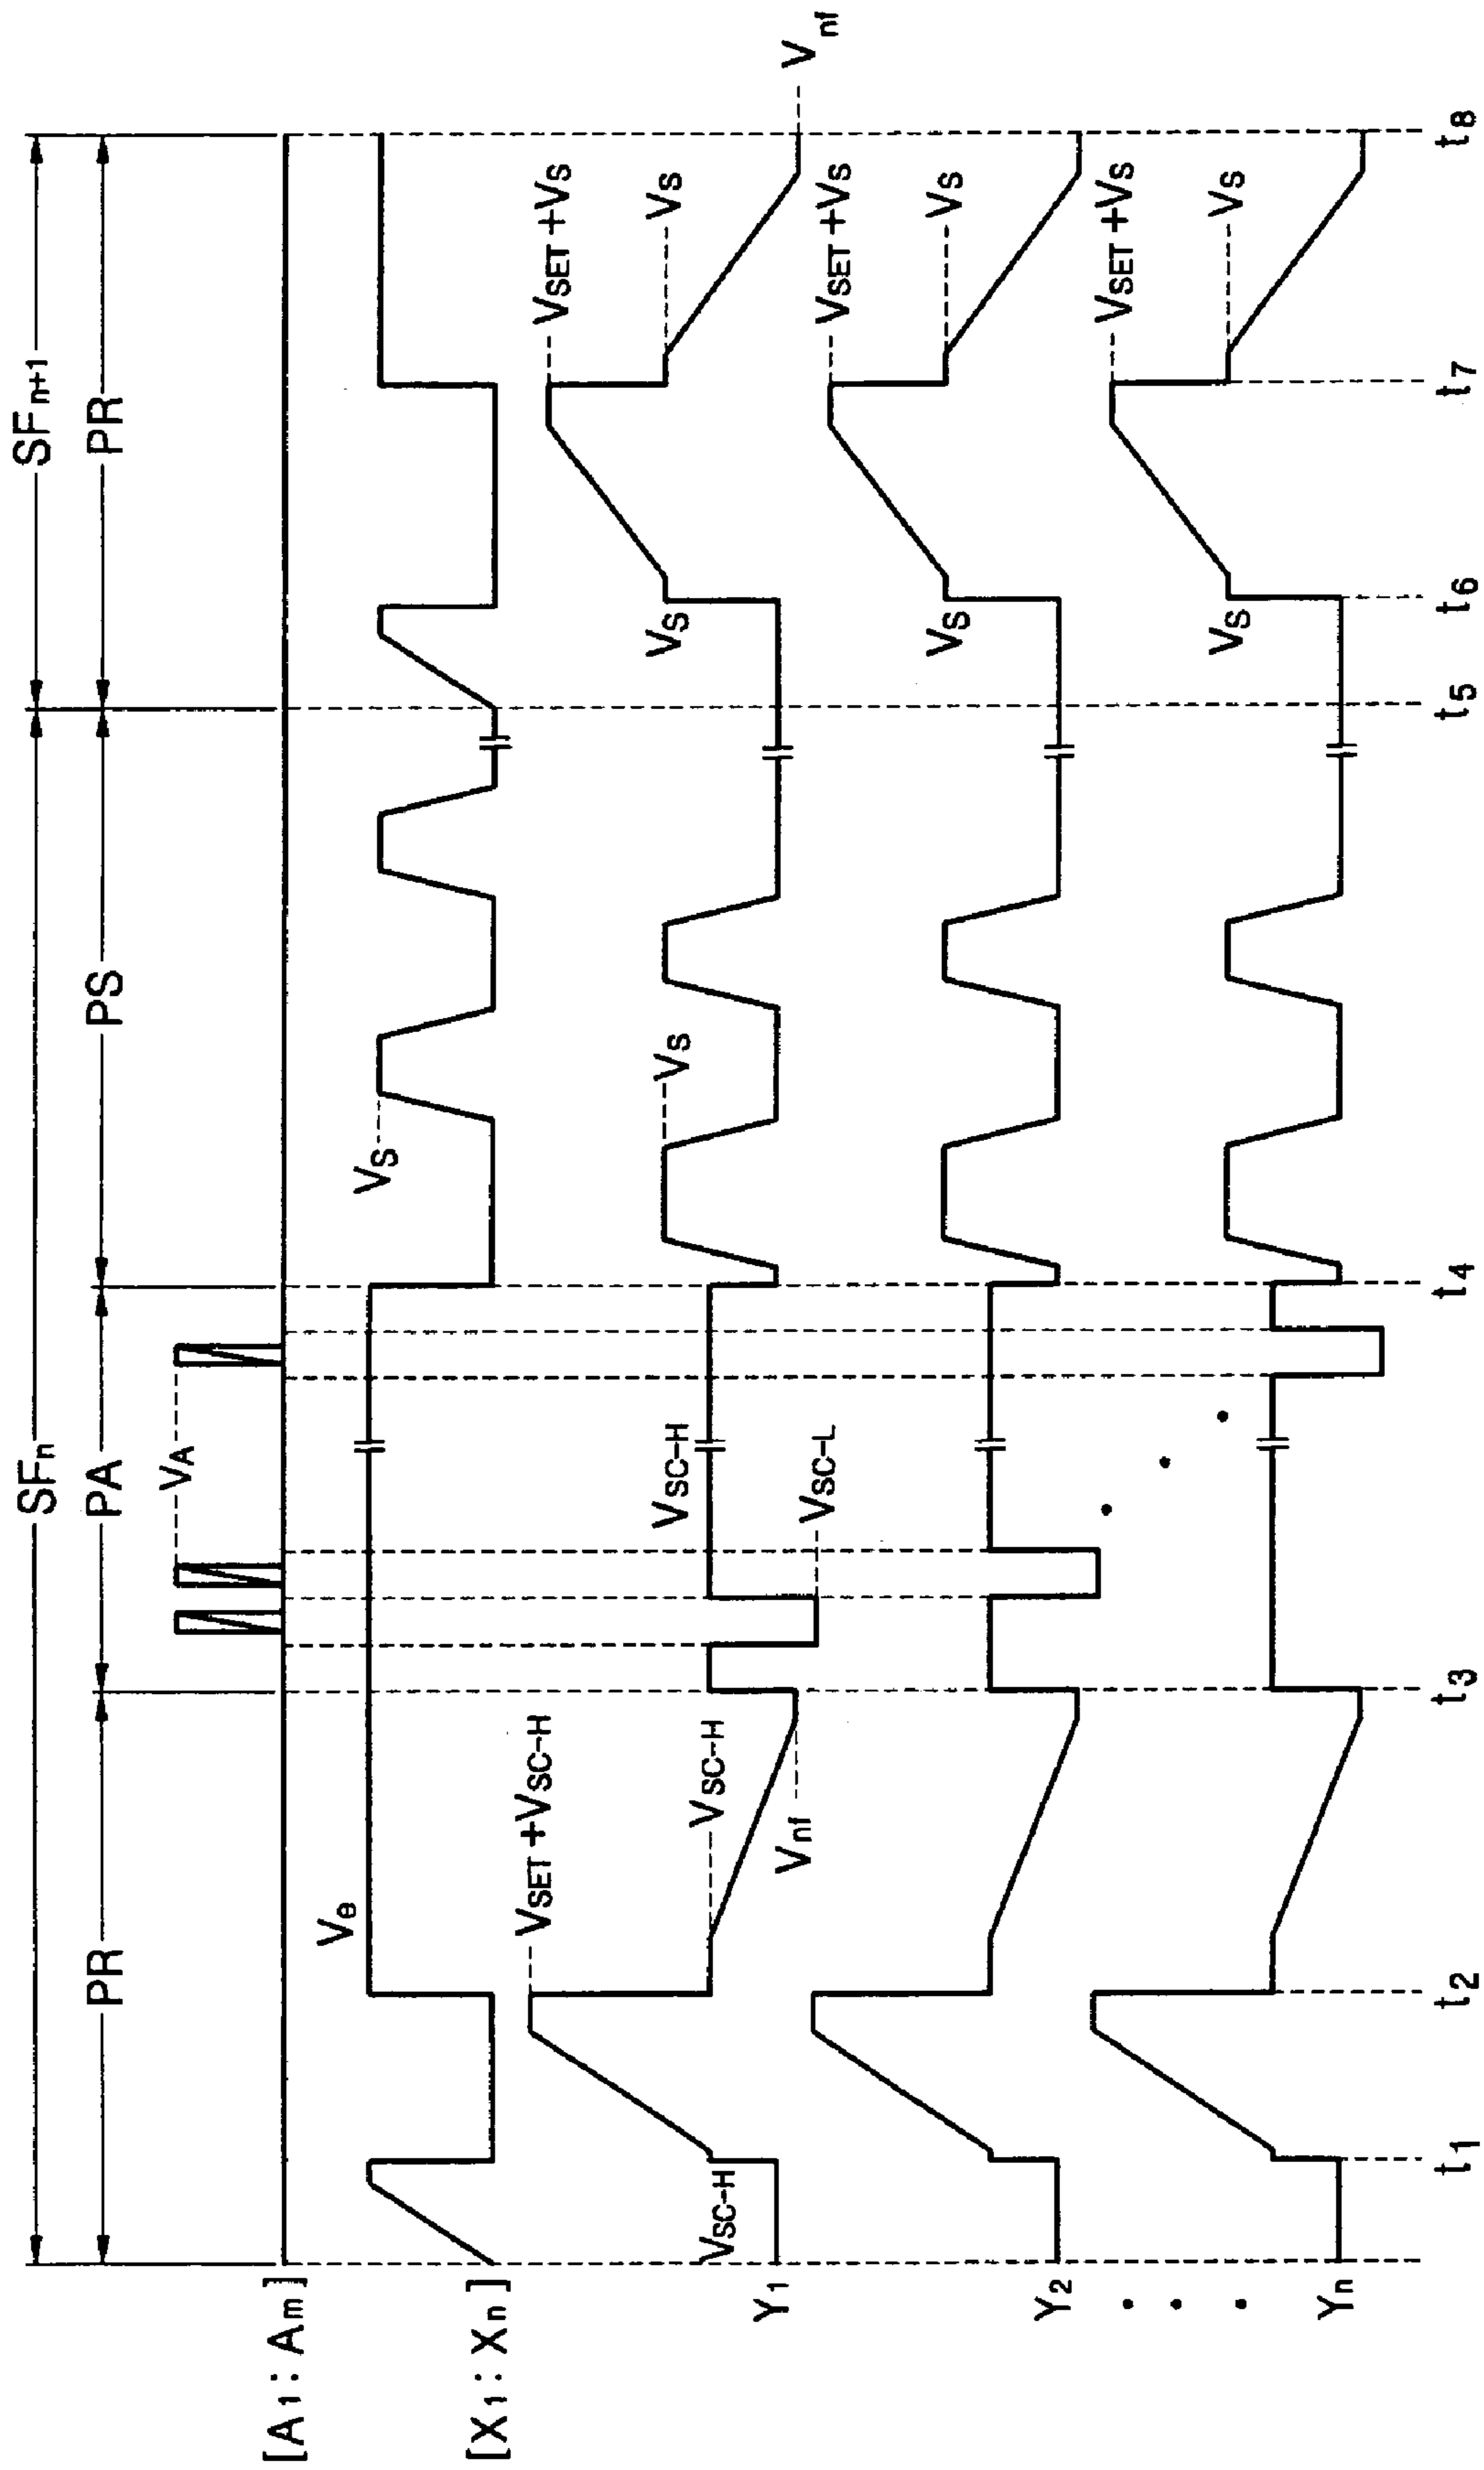 SFn SFn+1
PR PA PS PR
VA
[A1 : Am]
Ve VS
[X1 : Xn]
VSET+VSC-H VSET+VS
VSC-H VSC-H VSC-H VS VS VS
Vnf VSC-L Vnf
Y1
VSET+VS
VS VS
Y2
VSET+VS
VS VS
Yn
t1 t2 t3 t4 t5 t6 t7 t8